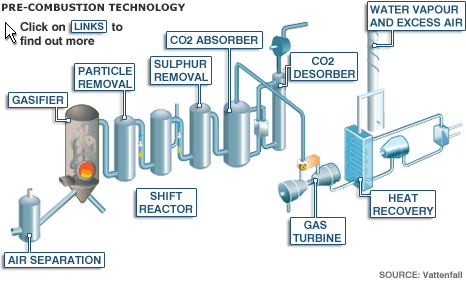 PRE-COMBUSTION TECHNOLOGY
Click on LINKS to
find out more
WATER VAPOUR
AND EXCESS AIR
CO2 ABSORBER
SULPHUR
REMOVAL
CO2
DESORBER
PARTICLE
REMOVAL
GASIFIER
SHIFT
REACTOR
HEAT
RECOVERY
GAS
TURBINE
AIR SEPARATION
SOURCE: Vattenfall